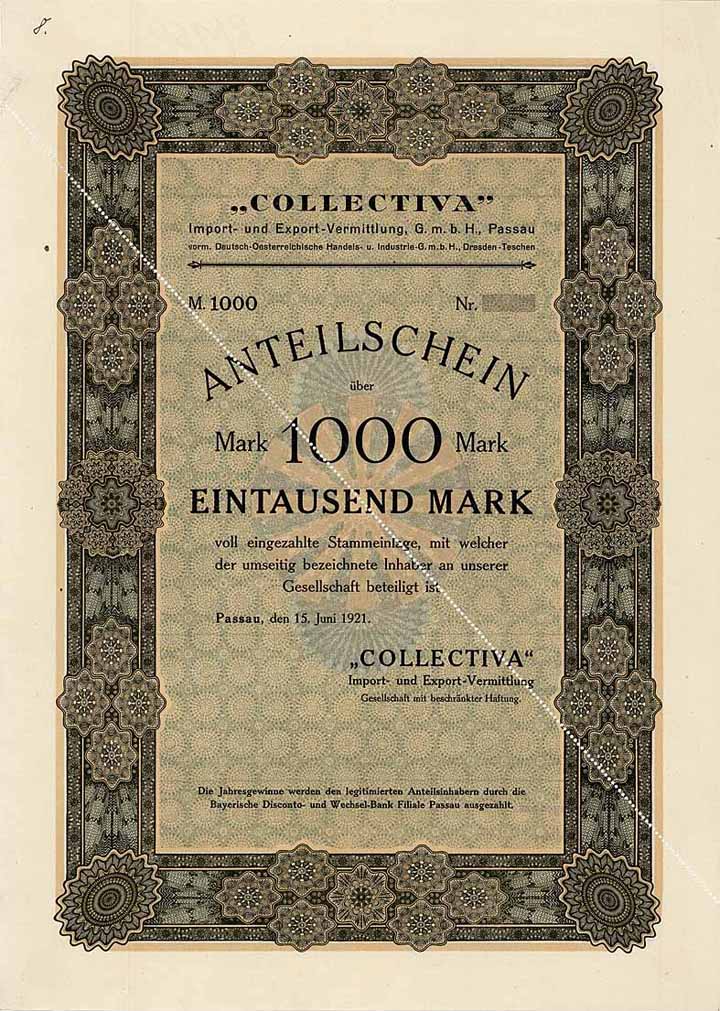 8.
„COLLECTIVA”
Import- und Export-Vermittlung, G. m. b. H., Passau
vorm. Deutsch-Oesterreichische Handels- u. Industrie-G. m. b. H., Dresden-Teschen
M. 1000 Nr.
ANTEILSCHEIN
über
Mark 1000 Mark
EINTAUSEND MARK
voll eingezahlte Stammeinlage, mit welcher
der umseitig bezeichnete Inhaber an unserer
Gesellschaft beteiligt ist
Passau, den 15. Juni 1921.
„COLLECTIVA“
Import- und Export-Vermittlung
Gesellschaft mit beschränkter Haftung.
Die Jahresgewinne werden den legitimierten Anteilsinhabern durch die
Bayerische Disconto- und Wechsel-Bank Filiale Passau ausgezahlt.